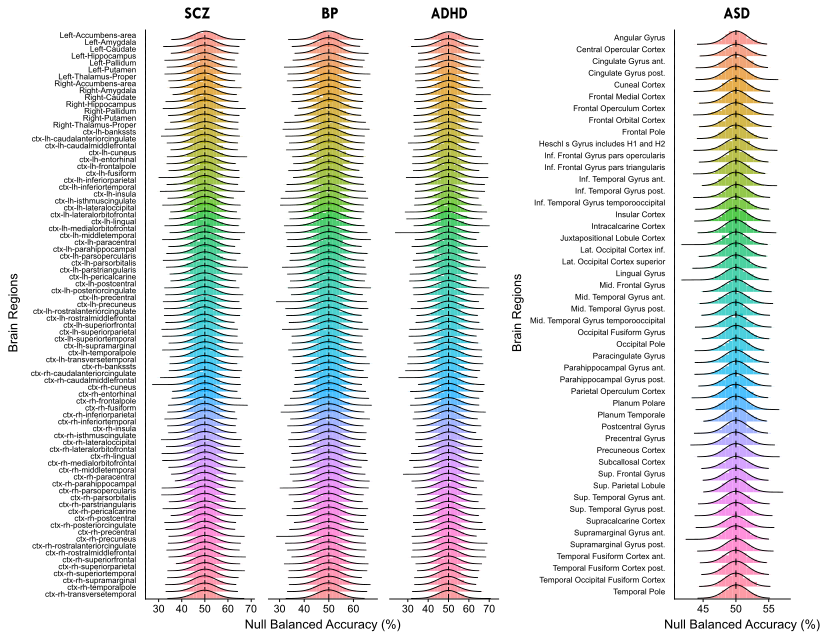 SCZ
BP
ADHD
ASD
Brain Regions
Left-Accumbens-area
Left-Amygdala
Left-Caudate
Left-Hippocampus
Left-Pallidum
Left-Putamen
Left-Thalamus-Proper
Right-Accumbens-area
Right-Amygdala
Right-Caudate
Right-Hippocampus
Right-Pallidum
Right-Putamen
Right-Thalamus-Proper
ctx-lh-bankssts
ctx-lh-caudalanteriorcingulate
ctx-lh-caudalmiddlefrontal
ctx-lh-cuneus
ctx-lh-entorhinal
ctx-lh-frontalpole
ctx-lh-fusiform
ctx-lh-inferiorparietal
ctx-lh-inferiortemporal
ctx-lh-insula
ctx-lh-isthmuscingulate
ctx-lh-lateraloccipital
ctx-lh-lateralorbitofrontal
ctx-lh-lingual
ctx-lh-medialorbitofrontal
ctx-lh-middletemporal
ctx-lh-paracentral
ctx-lh-parahippocampal
ctx-lh-parsopercularis
ctx-lh-parsorbitalis
ctx-lh-parstriangularis
ctx-lh-pericalcarine
ctx-lh-postcentral
ctx-lh-posteriorcingulate
ctx-lh-precentral
ctx-lh-precuneus
ctx-lh-rostralanteriorcingulate
ctx-lh-rostralmiddlefrontal
ctx-lh-superiorfrontal
ctx-lh-superiorparietal
ctx-lh-superiortemporal
ctx-lh-supramarginal
ctx-lh-temporalpole
ctx-lh-transversetemporal
ctx-rh-bankssts
ctx-rh-caudalanteriorcingulate
ctx-rh-caudalmiddlefrontal
ctx-rh-cuneus
ctx-rh-entorhinal
ctx-rh-frontalpole
ctx-rh-fusiform
ctx-rh-inferiorparietal
ctx-rh-inferiortemporal
ctx-rh-insula
ctx-rh-isthmuscingulate
ctx-rh-lateraloccipital
ctx-rh-lateralorbitofrontal
ctx-rh-lingual
ctx-rh-medialorbitofrontal
ctx-rh-middletemporal
ctx-rh-paracentral
ctx-rh-parahippocampal
ctx-rh-parsopercularis
ctx-rh-parsorbitalis
ctx-rh-parstriangularis
ctx-rh-pericalcarine
ctx-rh-postcentral
ctx-rh-posteriorcingulate
ctx-rh-precentral
ctx-rh-precuneus
ctx-rh-rostralanteriorcingulate
ctx-rh-rostralmiddlefrontal
ctx-rh-superiorfrontal
ctx-rh-superiorparietal
ctx-rh-superiortemporal
ctx-rh-supramarginal
ctx-rh-temporalpole
ctx-rh-transversetemporal
30 40 50 60 70
30 40 50 60
30 40 50 60 70
Null Balanced Accuracy (%)
Brain Regions
Angular Gyrus
Central Opercular Cortex
Cingulate Gyrus ant.
Cingulate Gyrus post.
Cuneal Cortex
Frontal Medial Cortex
Frontal Operculum Cortex
Frontal Orbital Cortex
Frontal Pole
Heschl s Gyrus includes H1 and H2
Inf. Frontal Gyrus pars opercularis
Inf. Frontal Gyrus pars triangularis
Inf. Temporal Gyrus ant.
Inf. Temporal Gyrus post.
Inf. Temporal Gyrus temporooccipital
Insular Cortex
Intracalcarine Cortex
Juxtapositional Lobule Cortex
Lat. Occipital Cortex inf.
Lat. Occipital Cortex superior
Lingual Gyrus
Mid. Frontal Gyrus
Mid. Temporal Gyrus ant.
Mid. Temporal Gyrus post.
Mid. Temporal Gyrus temporooccipital
Occipital Fusiform Gyrus
Occipital Pole
Paracingulate Gyrus
Parahippocampal Gyrus ant.
Parahippocampal Gyrus post.
Parietal Operculum Cortex
Planum Polare
Planum Temporale
Postcentral Gyrus
Precentral Gyrus
Precuneous Cortex
Subcallosal Cortex
Sup. Frontal Gyrus
Sup. Parietal Lobule
Sup. Temporal Gyrus ant.
Sup. Temporal Gyrus post.
Supracalcarine Cortex
Supramarginal Gyrus ant.
Supramarginal Gyrus post.
Temporal Fusiform Cortex ant.
Temporal Fusiform Cortex post.
Temporal Occipital Fusiform Cortex
Temporal Pole
45 50 55
Null Balanced Accuracy (%)